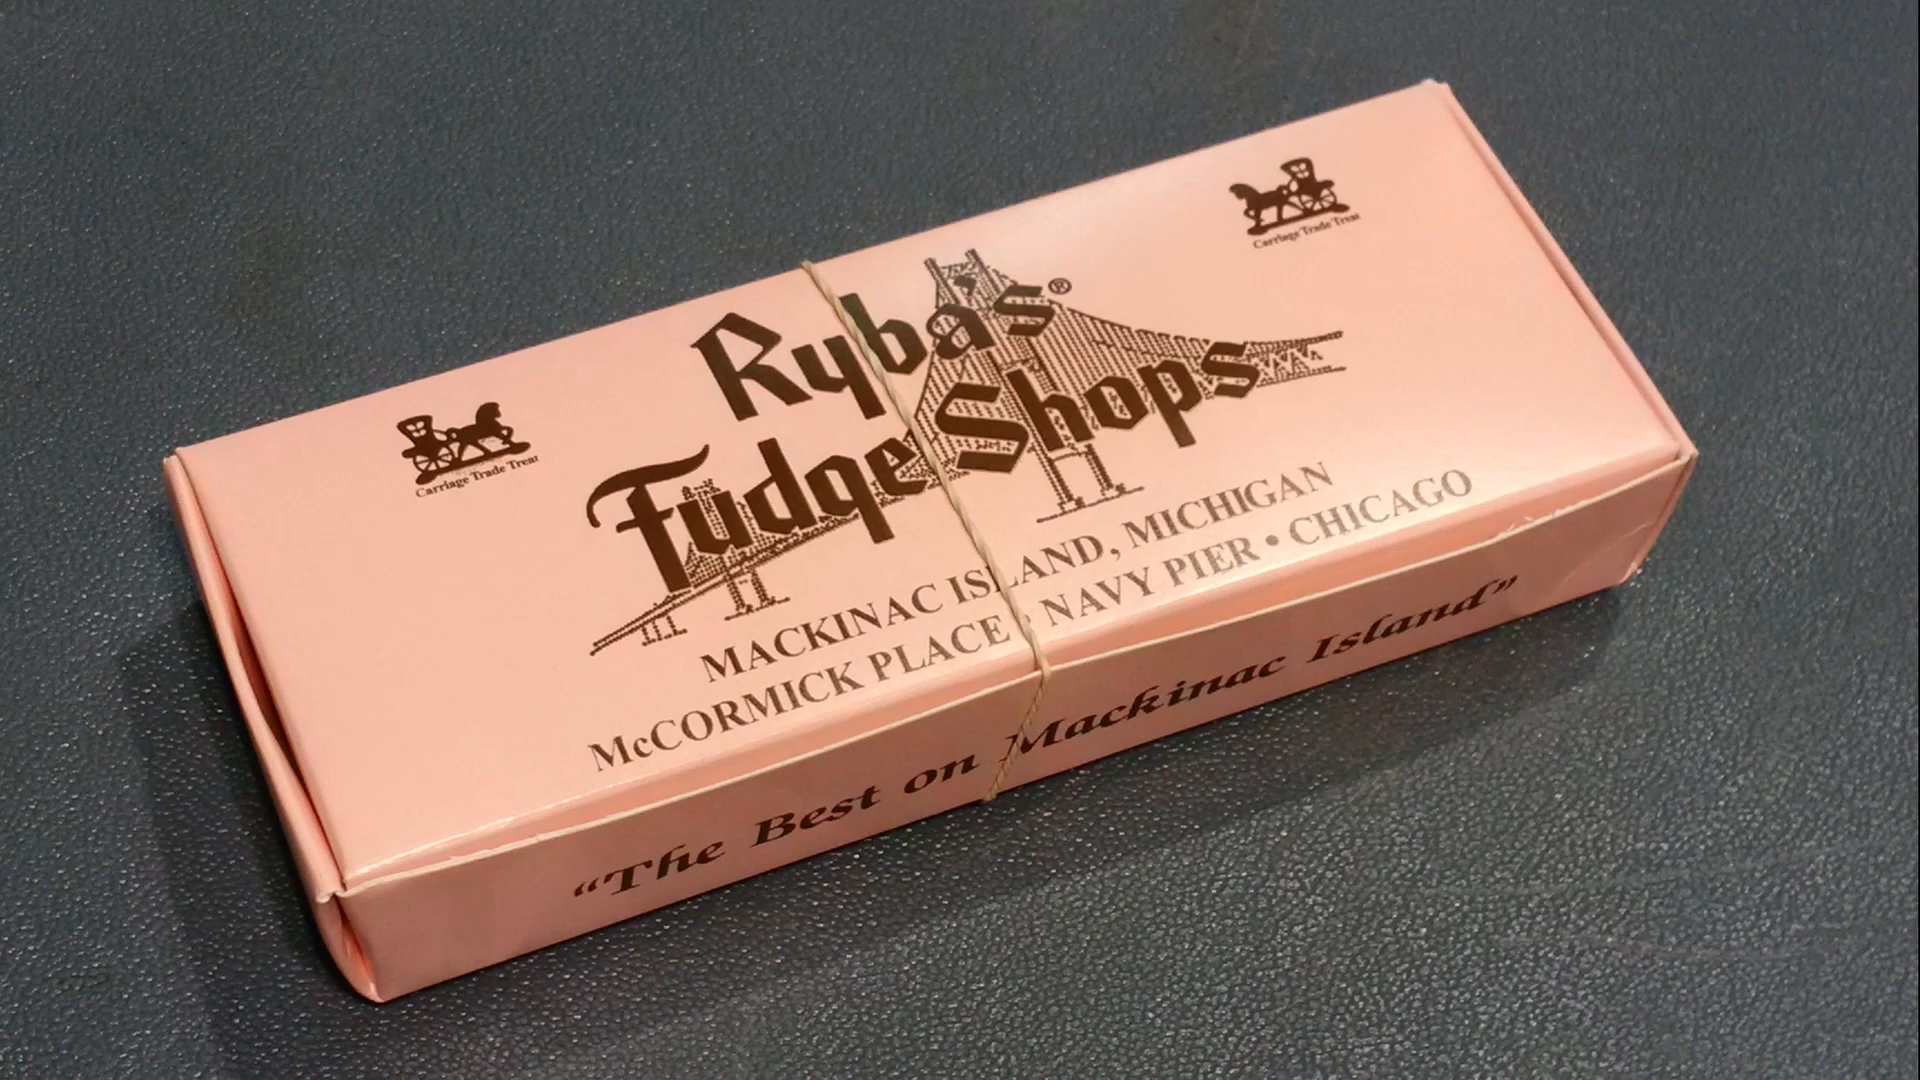 Ryba's®
Fudge Shops
MACKINAC ISLAND, MICHIGAN
McCORMICK PLACE • NAVY PIER • CHICAGO
Carriage Trade Treat
Carriage Trade Treat
“The Best on Mackinac Island”